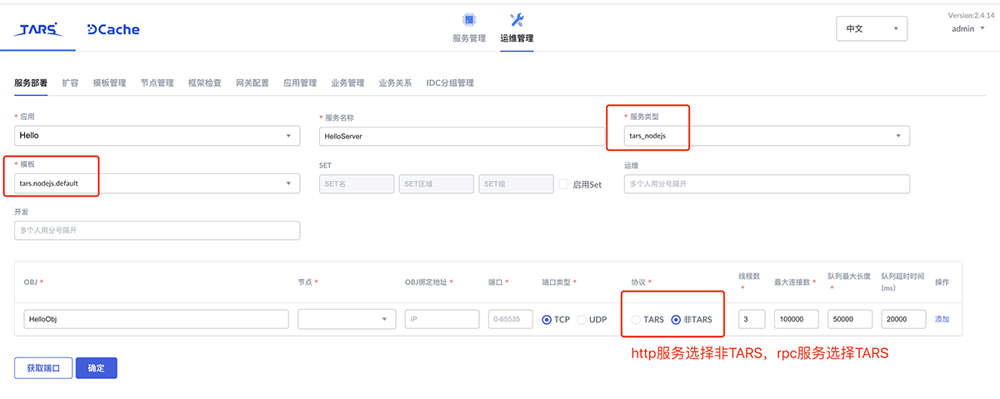 TARS
DCache
服务管理
运维管理
中文
Version:2.4.14
admin
服务部署 扩容 模板管理 节点管理 框架检查 网关配置 应用管理 业务管理 业务关系 IDC分组管理
* 应用
* 服务名称
* 服务类型
Hello
HelloServer
tars_nodejs
* 模板
SET
运维
tars.nodejs.default
SET名
SET区域
SET组
启用Set
多个人用分号隔开
开发
多个人用分号隔开
OBJ * 节点 * OBJ绑定地址 * 端口 * 端口类型 * 协议 * 线程数 * 最大连接数 * 队列最大长度 * 队列超时时间(ms) 操作
HelloObj IP 0-65535 TCP UDP TARS 非TARS 3 100000 50000 20000 添加
http服务选择非TARS，rpc服务选择TARS
获取端口 确定